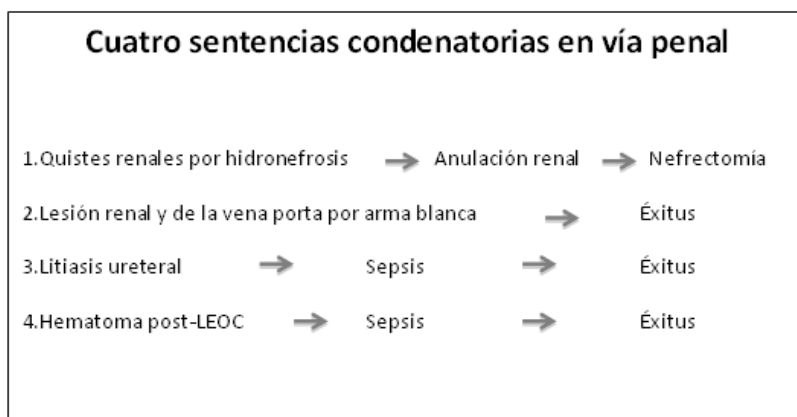 Cuatro sentencias condenatorias en vía penal
1.Quistes renales por hidronefrosis → Anulación renal → Nefrectomía
2.Lesión renal y de la vena porta por arma blanca → Éxitus
3.Litiasis ureteral → Sepsis → Éxitus
4.Hematoma post-LEOC → Sepsis → Éxitus